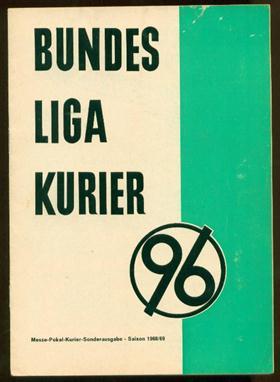 BUNDES
LIGA
KURIER
96
Messe-Pokal-Kurier-Sonderausgabe - Saison 1968/69